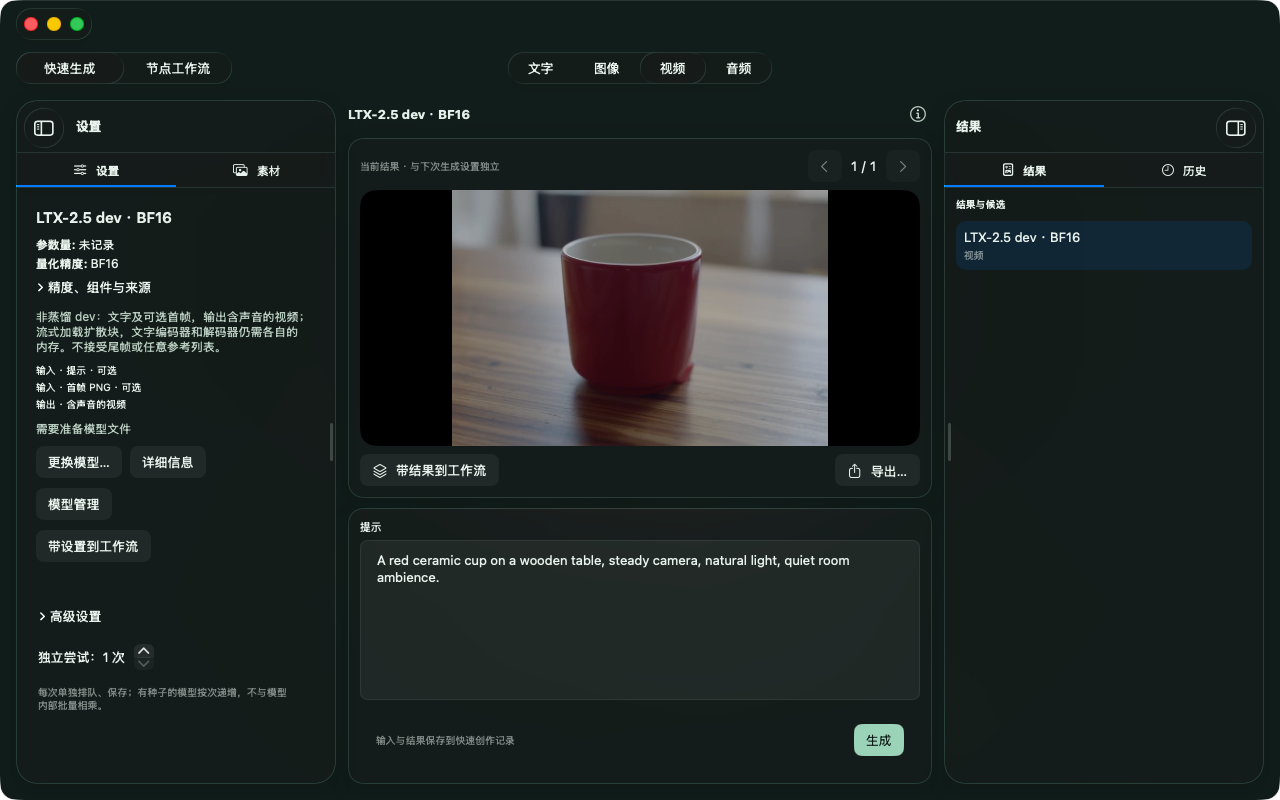 快速生成
节点工作流
文字
图像
视频
音频
设置
设置
素材
LTX-2.5 dev · BF16
参数量: 未记录
量化精度: BF16
精度、组件与来源
非蒸馏 dev：文字及可选首帧，输出含声音的视频；
流式加载扩散块，文字编码器和解码器仍需各自的
内存。不接受尾帧或任意参考列表。
输入 · 提示 · 可选
输入 · 首帧 PNG · 可选
输出 · 含声音的视频
需要准备模型文件
更换模型...
详细信息
模型管理
带设置到工作流
高级设置
独立尝试：1 次
每次单独排队、保存；有种子的模型按次递增，不与模型
内部批量相乘。
LTX-2.5 dev · BF16
当前结果 · 与下次生成设置独立
1 / 1
带结果到工作流
导出...
提示
A red ceramic cup on a wooden table, steady camera, natural light, quiet room
ambience.
输入与结果保存到快速创作记录
生成
结果
结果
历史
结果与候选
LTX-2.5 dev · BF16
视频